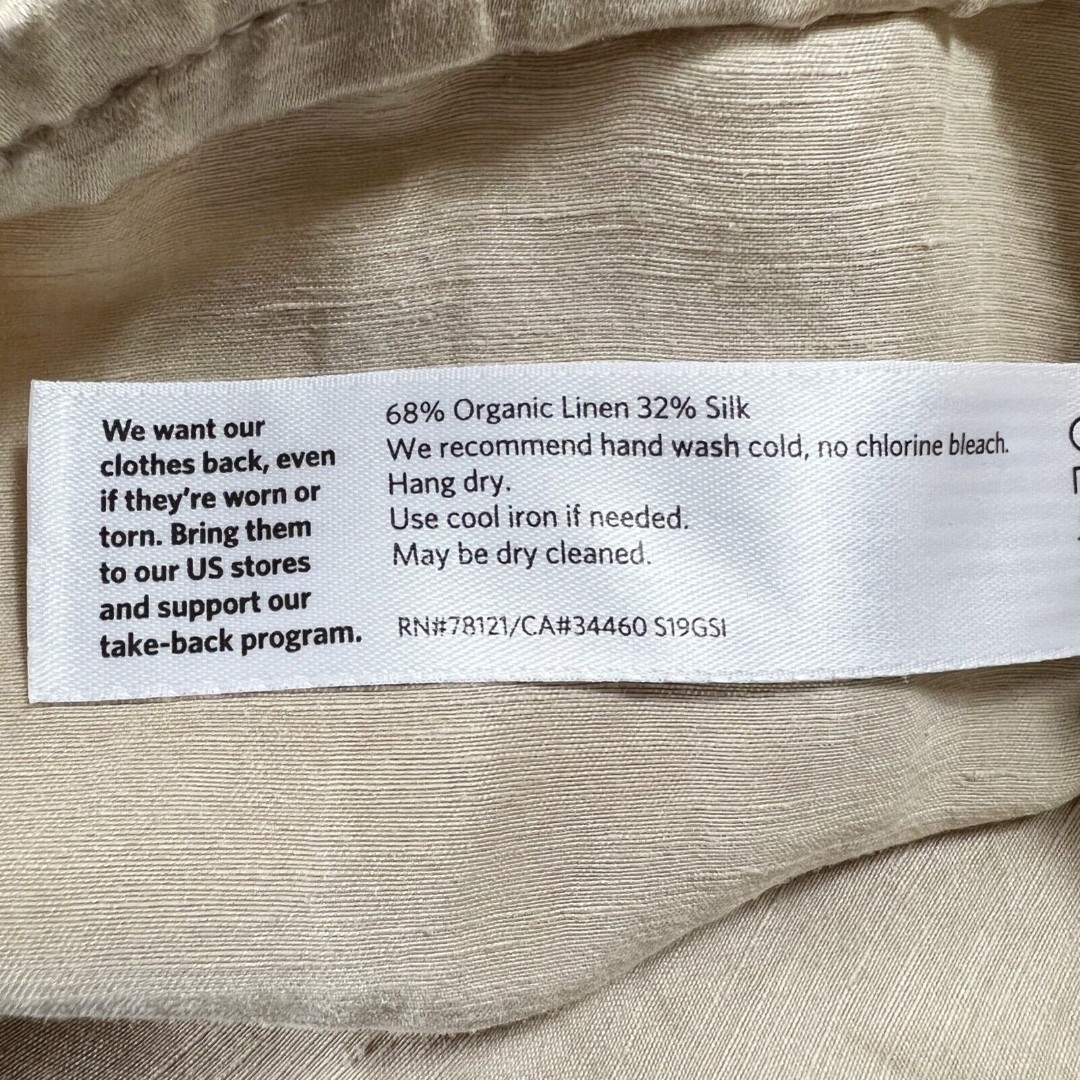 We want our
clothes back, even
if they're worn or
torn. Bring them
to our US stores
and support our
take-back program.
68% Organic Linen 32% Silk
We recommend hand wash cold, no chlorine bleach.
Hang dry.
Use cool iron if needed.
May be dry cleaned.
RN#78121/CA#34460 S19GSI